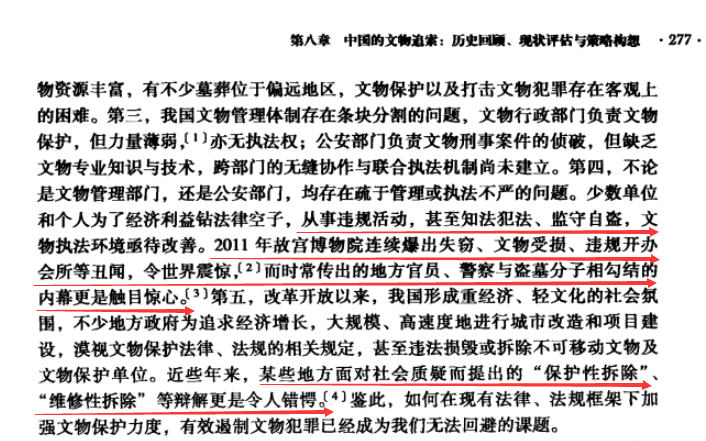 第八章 中国的文物追索：历史回顾、现状评估与策略构想 ·277·
物资源丰富，有不少墓葬位于偏远地区，文物保护以及打击文物犯罪存在客观上
的困难。第三，我国文物管理体制存在条块分割的问题，文物行政部门负责文物
保护，但力量薄弱，〔1〕亦无执法权；公安部门负责文物刑事案件的侦破，但缺乏
文物专业知识与技术，跨部门的无缝协作与联合执法机制尚未建立。第四，不论
是文物管理部门，还是公安部门，均存在疏于管理或执法不严的问题。少数单位
和个人为了经济利益钻法律空子，从事违规活动，甚至知法犯法、监守自盗，文
物执法环境亟待改善。2011 年故宫博物院连续爆出失窃、文物受损、违规开办
会所等丑闻，令世界震惊，〔2〕而时常传出的地方官员、警察与盗墓分子相勾结的
内幕更是触目惊心。〔3〕第五，改革开放以来，我国形成重经济、轻文化的社会氛
围，不少地方政府为追求经济增长，大规模、高速度地进行城市改造和项目建
设，漠视文物保护法律、法规的相关规定，甚至违法损毁或拆除不可移动文物及
文物保护单位。近些年来，某些地方面对社会质疑而提出的“保护性拆除”、
“维修性拆除”等辩解更是令人错愕。〔4〕鉴此，如何在现有法律、法规框架下加
强文物保护力度，有效遏制文物犯罪已经成为我们无法回避的课题。